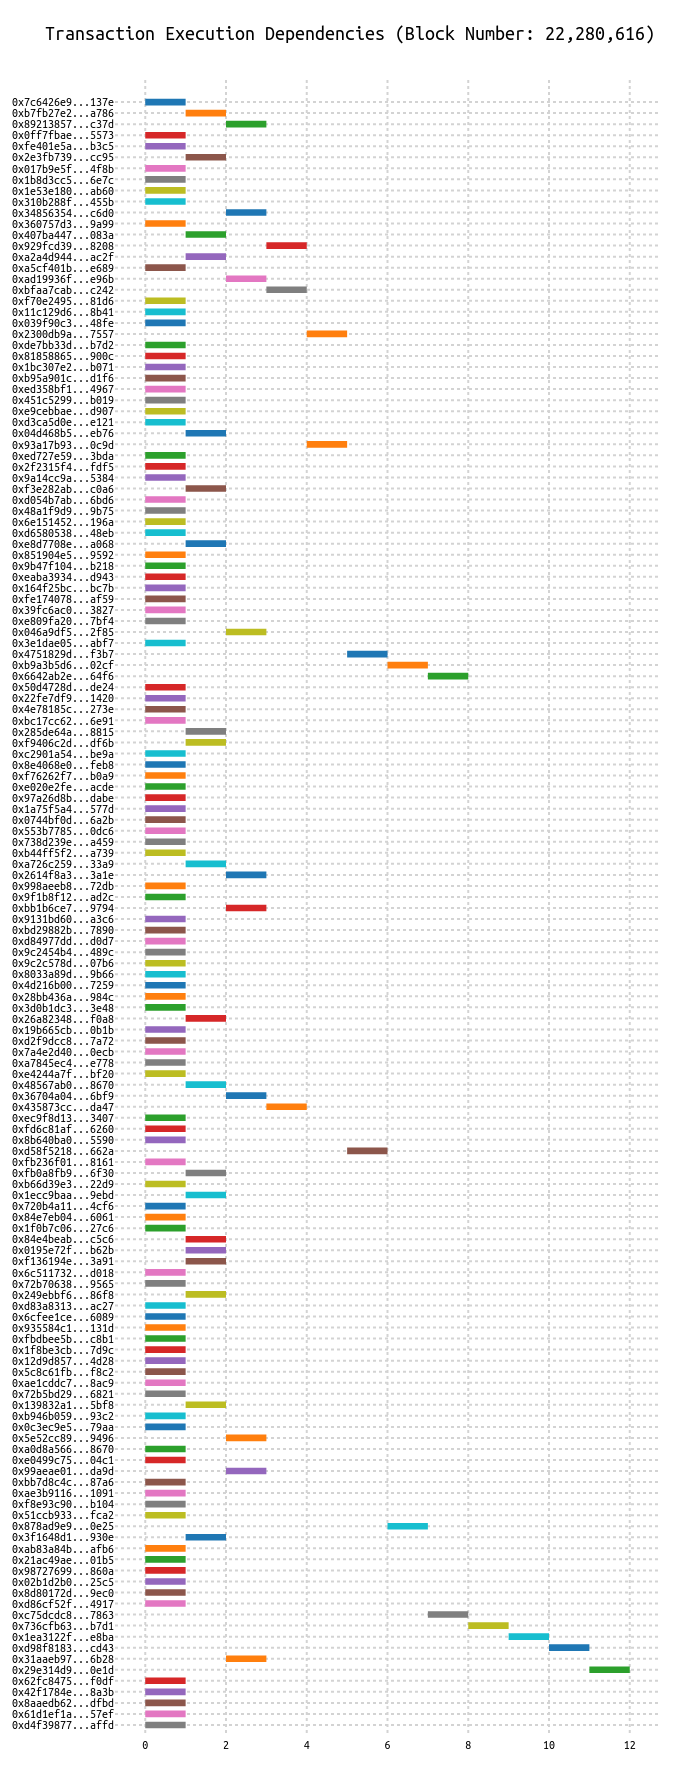 Transaction Execution Dependencies (Block Number: 22,280,616)
0x7c6426e9...137e
0xb7fb27e2...a786
0x89213857...c37d
0x0ff7fbae...5573
0xfe401e5a...b3c5
0x2e3fb739...cc95
0x017b9e5f...4f8b
0x1b8d3cc5...6e7c
0x1e53e180...ab60
0x310b288f...455b
0x34856354...c6d0
0x360757d3...9a99
0x407ba447...083a
0x929fcd39...8208
0xa2a4d944...ac2f
0xa5cf401b...e689
0xad19936f...e96b
0xbfaa7cab...c242
0xf70e2495...81d6
0x11c129d6...8b41
0x039f90c3...48fe
0x2300db9a...7557
0xde7bb33d...b7d2
0x81858865...900c
0x1bc307e2...b071
0xb95a901c...d1f6
0xed358bf1...4967
0x451c5299...b019
0xe9cebbae...d907
0xd3ca5d0e...e121
0x04d468b5...eb76
0x93a17b93...0c9d
0xed727e59...3bda
0x2f2315f4...fdf5
0x9a14cc9a...5384
0xf3e282ab...c0a6
0xd054b7ab...6bd6
0x48a1f9d9...9b75
0x6e151452...196a
0xd6580538...48eb
0xe8d7708e...a068
0x851904e5...9592
0x9b47f104...b218
0xeaba3934...d943
0x164f25bc...bc7b
0xfe174078...af59
0x39fc6ac0...3827
0xe809fa20...7bf4
0x046a9df5...2f85
0x3e1dae05...abf7
0x4751829d...f3b7
0xb9a3b5d6...02cf
0x6642ab2e...64f6
0x50d4728d...de24
0x22fe7df9...1420
0x4e78185c...273e
0xbc17cc62...6e91
0x285de64a...8815
0xf9406c2d...df6b
0xc2901a54...be9a
0x8e4068e0...feb8
0xf76262f7...b0a9
0xe020e2fe...acde
0x97a26d8b...dabe
0x1a75f5a4...577d
0x0744bf0d...6a2b
0x553b7785...0dc6
0x738d239e...a459
0xb44ff5f2...a739
0xa726c259...33a9
0x2614f8a3...3a1e
0x998aeeb8...72db
0x9f1b8f12...ad2c
0xbb1b6ce7...9794
0x9131bd60...a3c6
0xbd29882b...7890
0xd84977dd...d0d7
0x9c2454b4...489c
0x9c2c578d...07b6
0x8033a89d...9b66
0x4d216b00...7259
0x28bb436a...984c
0x3d0b1dc3...3e48
0x26a82348...f0a8
0x19b665cb...0b1b
0xd2f9dcc8...7a72
0x7a4e2d40...0ecb
0xa7845ec4...e778
0xe4244a7f...bf20
0x48567ab0...8670
0x36704a04...6bf9
0x435873cc...da47
0xec9f8d13...3407
0xfd6c81af...6260
0x8b640ba0...5590
0xd58f5218...662a
0xfb236f01...8161
0xfb0a8fb9...6f30
0xb66d39e3...22d9
0x1ecc9baa...9ebd
0x720b4a11...4cf6
0x84e7eb04...6061
0x1f0b7c06...27c6
0x84e4beab...c5c6
0x0195e72f...b62b
0xf136194e...3a91
0x6c511732...d018
0x72b70638...9565
0x249ebbf6...86f8
0xd83a8313...ac27
0x6cfee1ce...6089
0x935584c1...131d
0xfbdbee5b...c8b1
0x1f8be3cb...7d9c
0x12d9d857...4d28
0x5c8c61fb...f8c2
0xae1cddc7...8ac9
0x72b5bd29...6821
0x139832a1...5bf8
0xb946b059...93c2
0x0c3ec9e5...79aa
0x5e52cc89...9496
0xa0d8a566...8670
0xe0499c75...04c1
0x99aeae01...da9d
0xbb7d8c4c...87a6
0xae3b9116...1091
0xf8e93c90...b104
0x51ccb933...fca2
0x878ad9e9...0e25
0x3f1648d1...930e
0xab83a84b...afb6
0x21ac49ae...01b5
0x98727699...860a
0x02b1d2b0...25c5
0x8d80172d...9ec0
0xd86cf52f...4917
0xc75dcdc8...7863
0x736cfb63...b7d1
0x1ea3122f...e8ba
0xd98f8183...cd43
0x31aaeb97...6b28
0x29e314d9...0e1d
0x62fc8475...f0df
0x42f1784e...8a3b
0x8aaedb62...dfbd
0x61d1ef1a...57ef
0xd4f39877...affd
0 2 4 6 8 10 12